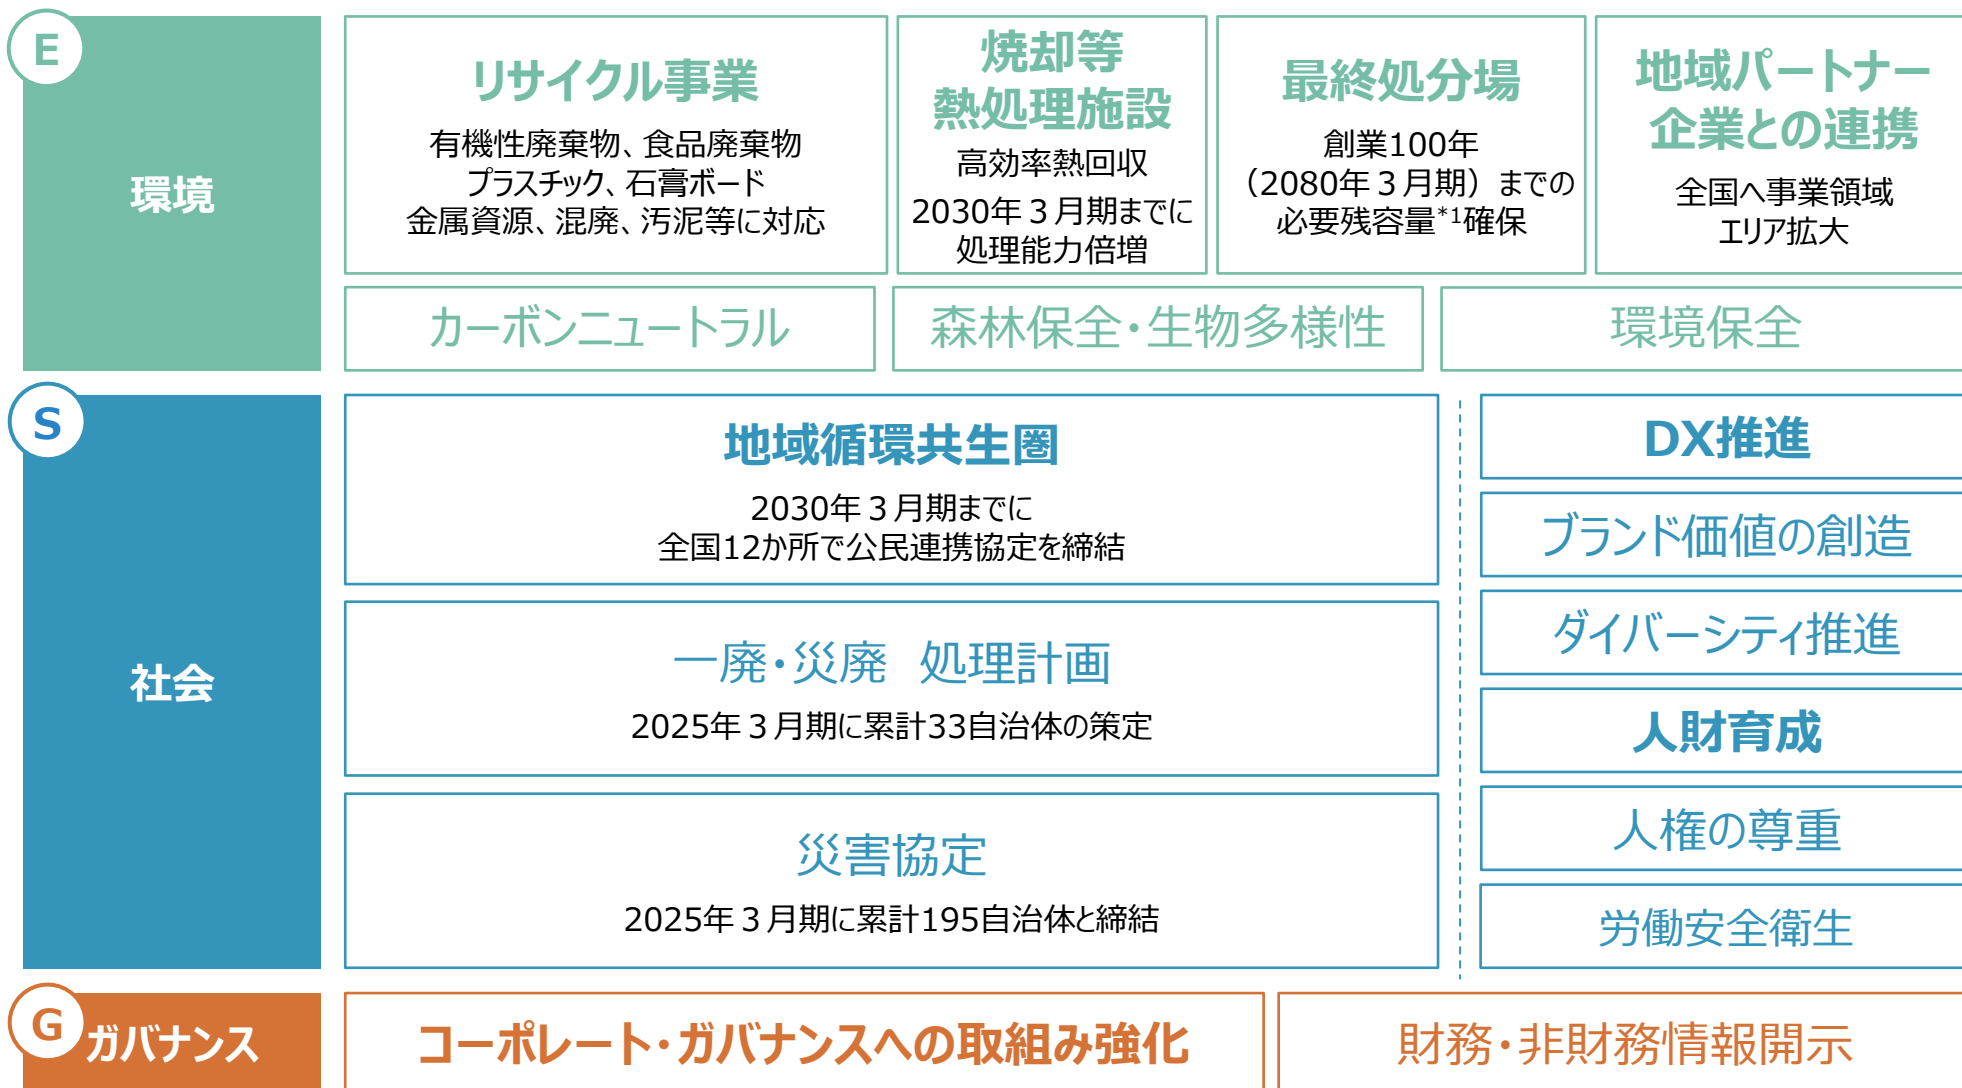 E
環境
リサイクル事業
有機性廃棄物、食品廃棄物
プラスチック、石膏ボード
金属資源、混廃、汚泥等に対応
焼却等
熱処理施設
高効率熱回収
2030年３月期までに
処理能力倍増
最終処分場
創業100年
（2080年３月期）までの
必要残容量*1確保
地域パートナー
企業との連携
全国へ事業領域
エリア拡大
カーボンニュートラル
森林保全・生物多様性
環境保全
S
社会
地域循環共生圏
2030年３月期までに
全国12か所で公民連携協定を締結
一廃・災廃　処理計画
2025年３月期に累計33自治体の策定
災害協定
2025年３月期に累計195自治体と締結
DX推進
ブランド価値の創造
ダイバーシティ推進
人財育成
人権の尊重
労働安全衛生
G
ガバナンス
コーポレート・ガバナンスへの取組み強化
財務・非財務情報開示